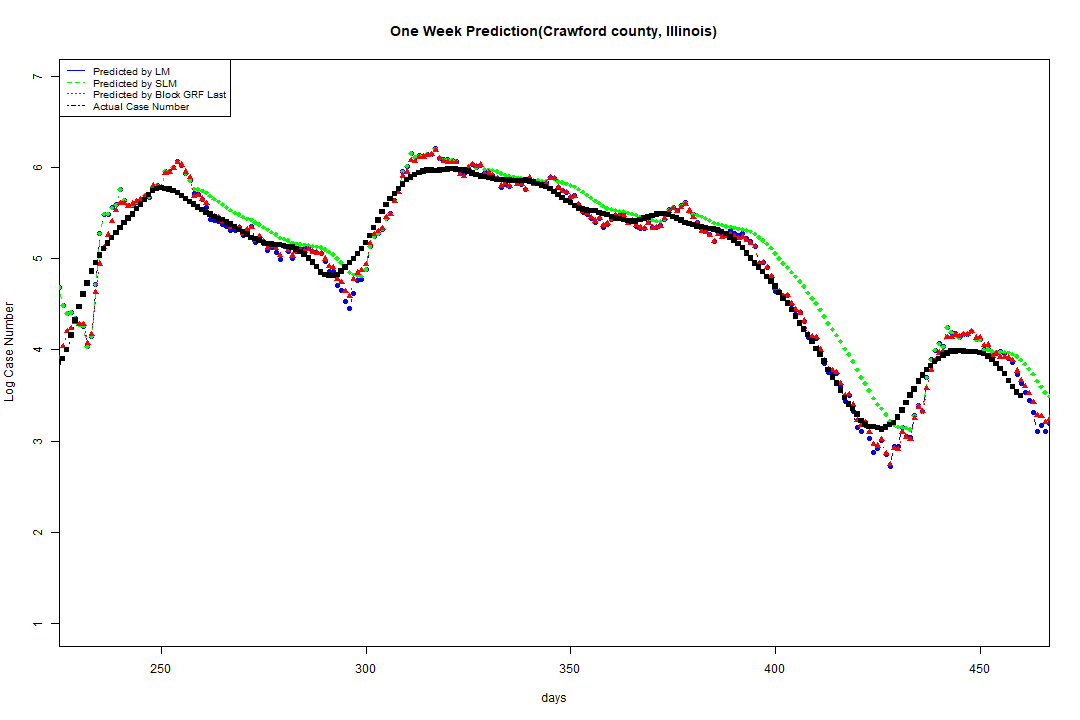 One Week Prediction(Crawford county, Illinois)
Predicted by LM
Predicted by SLM
Predicted by Block GRF Last
Actual Case Number
7
6
5
4
3
2
1
Log Case Number
250 300 350 400 450
days